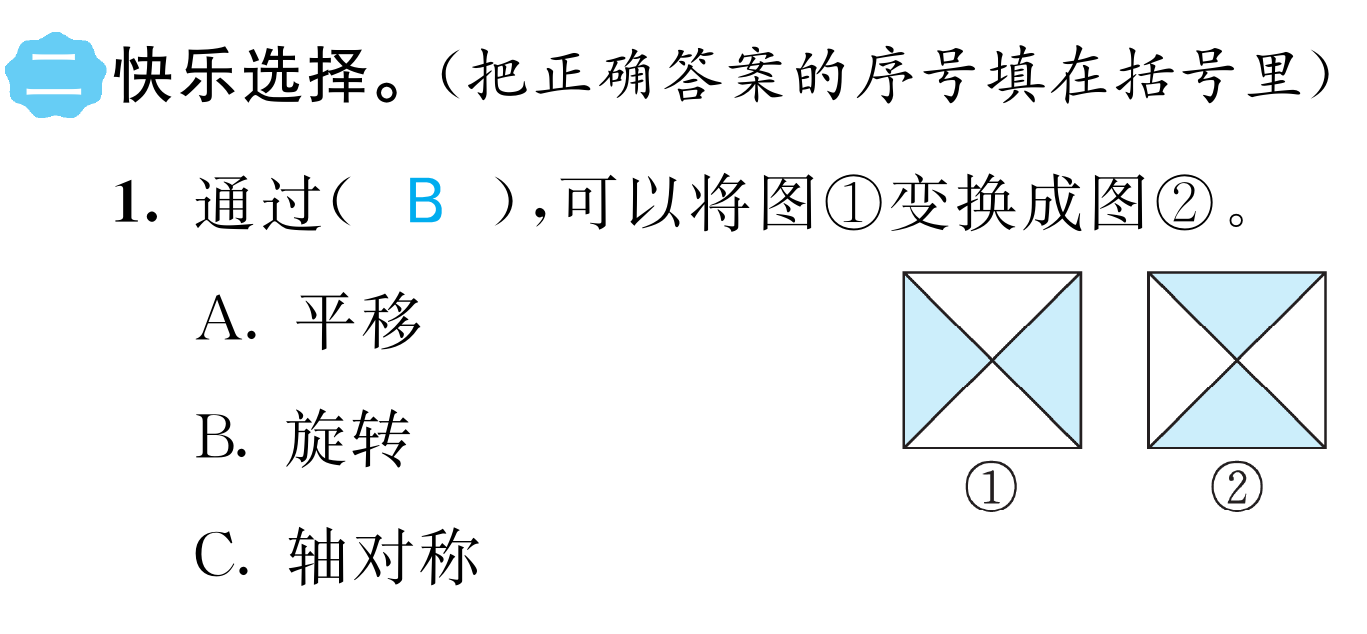 二 快乐选择。(把正确答案的序号填在括号里)
1. 通过( B ),可以将图①变换成图②。
A. 平移
B. 旋转
C. 轴对称
① ②